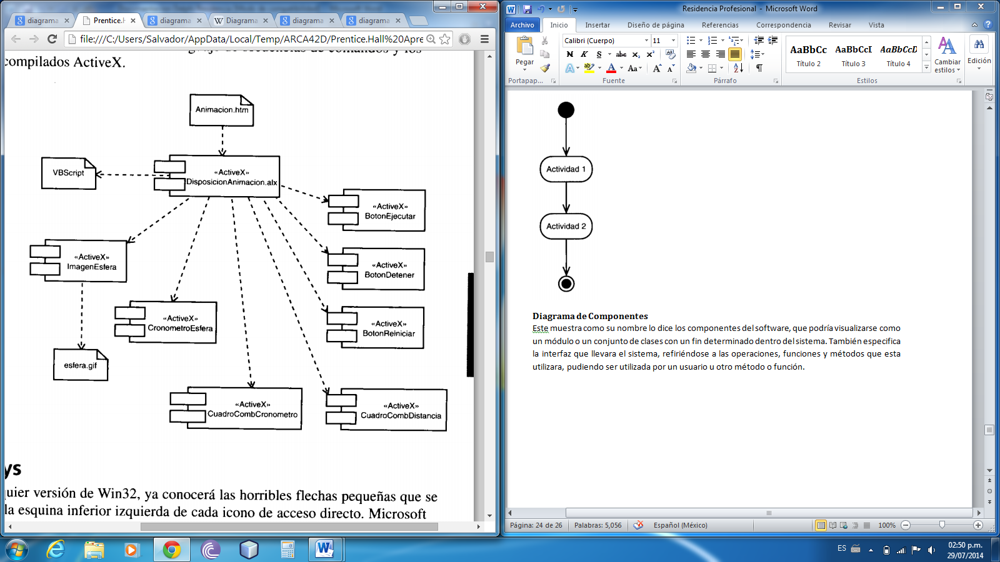 diagrama
Prentice.H
diagrama
Diagrama
diagrama
diagrama
file:///C:/Users/Salvador/AppData/Local/Temp/ARCA42D/Prentice.Hall%20Apre
compilados ActiveX.
Animacion.htm
VBScript
«ActiveX»
DisposicionAnimacion.alx
«ActiveX»
BotonEjecutar
«ActiveX»
ImagenEsfera
«ActiveX»
BotonDetener
«ActiveX»
CronometroEsfera
«ActiveX»
BotonReiniciar
esfera.gif
«ActiveX»
CuadroCombCronometro
«ActiveX»
CuadroCombDistancia
ys
uier versión de Win32, ya conocerá las horribles flechas pequeñas que se
la esquina inferior izquierda de cada icono de acceso directo. Microsoft
Residencia Profesional - Microsoft Word
Archivo Inicio Insertar Diseño de página Referencias Correspondencia Revisar Vista
Pegar
Portapap...
Calibri (Cuerpo) 11
N K S abc x₂ x²
Aa
Fuente
Párrafo
AaBbCc AaBbCcI AaBbCcD
Título 2 Título 3 Título 4
Estilos
Cambiar
estilos
Edición
Actividad 1
Actividad 2
Diagrama de Componentes
Este muestra como su nombre lo dice los componentes del software, que podría visualizarse como
un módulo o un conjunto de clases con un fin determinado dentro del sistema. También especifica
la interfaz que llevara el sistema, refiriéndose a las operaciones, funciones y métodos que esta
utilizara, pudiendo ser utilizada por un usuario u otro método o función.
Página: 24 de 26 Palabras: 5,056 Español (México) 100%
ES
02:50 p.m.
29/07/2014